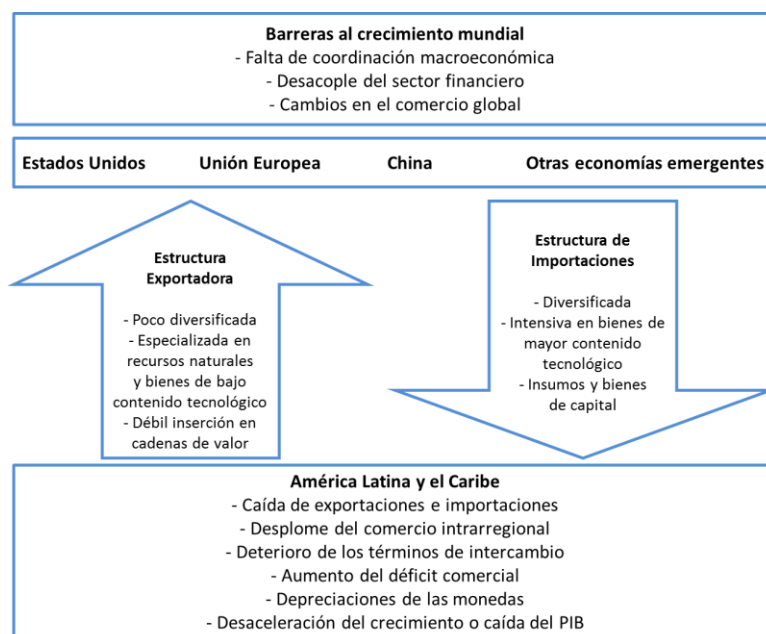 Barreras al crecimiento mundial
- Falta de coordinación macroeconómica
- Desacople del sector financiero
- Cambios en el comercio global
Estados Unidos Unión Europea China Otras economías emergentes
Estructura
Exportadora
- Poco diversificada
- Especializada en
recursos naturales
y bienes de bajo
contenido tecnológico
- Débil inserción en
cadenas de valor
Estructura de
Importaciones
- Diversificada
- Intensiva en bienes de
mayor contenido
tecnológico
- Insumos y bienes
de capital
América Latina y el Caribe
- Caída de exportaciones e importaciones
- Desplome del comercio intrarregional
- Deterioro de los términos de intercambio
- Aumento del déficit comercial
- Depreciaciones de las monedas
- Desaceleración del crecimiento o caída del PIB